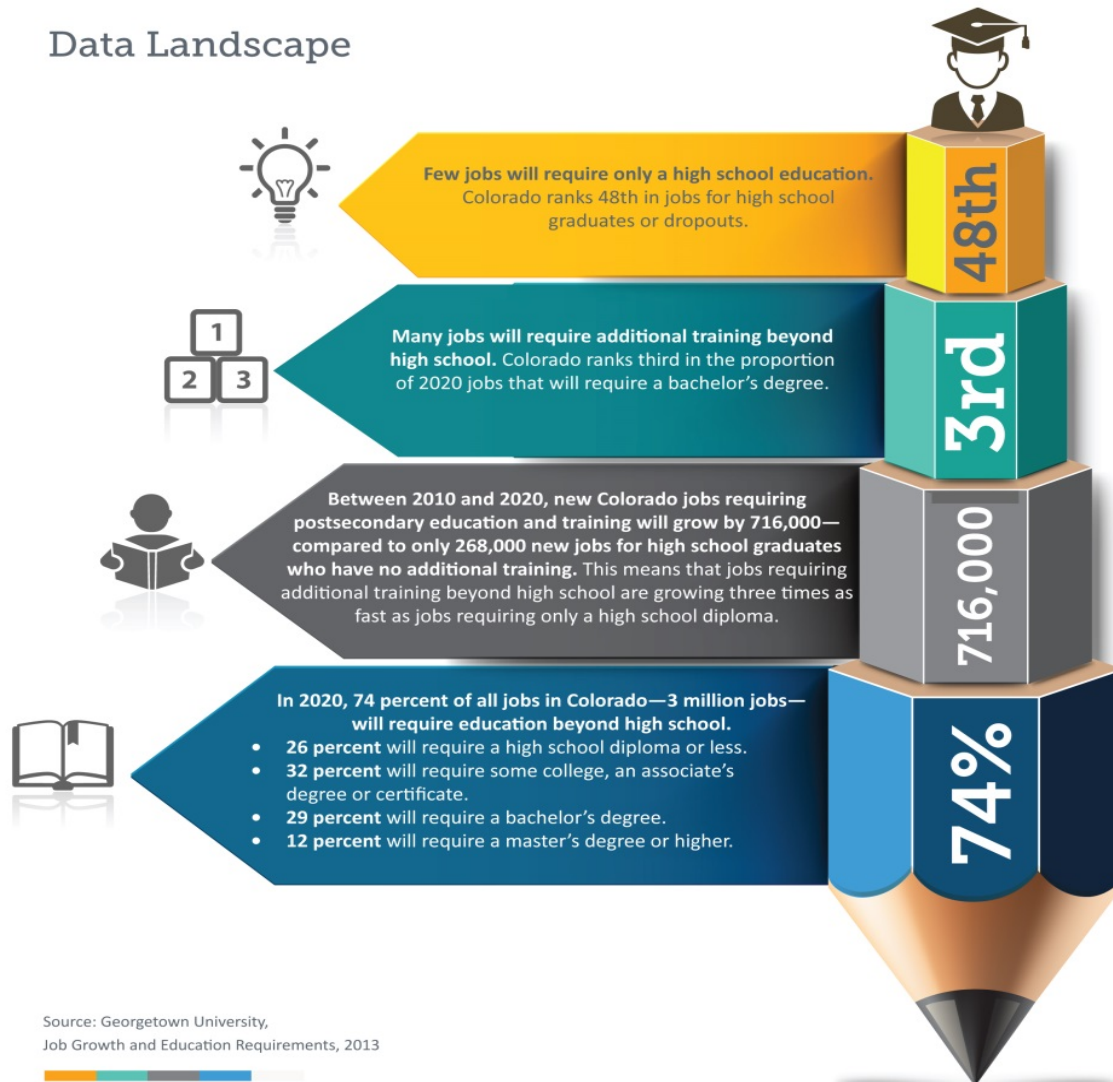 Data Landscape
Few jobs will require only a high school education.
Colorado ranks 48th in jobs for high school
graduates or dropouts.
48th
1
2 3
Many jobs will require additional training beyond
high school. Colorado ranks third in the proportion
of 2020 jobs that will require a bachelor’s degree.
3rd
Between 2010 and 2020, new Colorado jobs requiring
postsecondary education and training will grow by 716,000—
compared to only 268,000 new jobs for high school graduates
who have no additional training. This means that jobs requiring
additional training beyond high school are growing three times as
fast as jobs requiring only a high school diploma.
716,000
In 2020, 74 percent of all jobs in Colorado—3 million jobs—
will require education beyond high school.
• 26 percent will require a high school diploma or less.
• 32 percent will require some college, an associate’s
degree or certificate.
• 29 percent will require a bachelor’s degree.
• 12 percent will require a master’s degree or higher.
74%
Source: Georgetown University,
Job Growth and Education Requirements, 2013